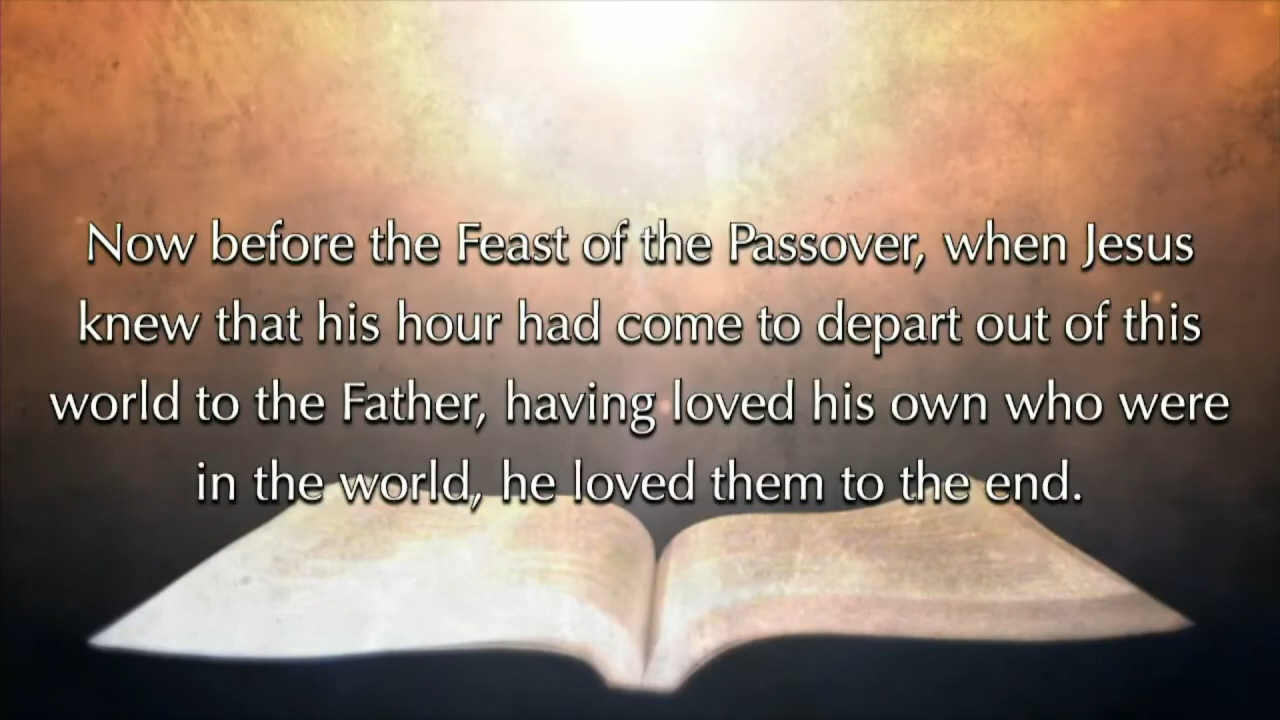 Now before the Feast of the Passover, when Jesus
knew that his hour had come to depart out of this
world to the Father, having loved his own who were
in the world, he loved them to the end.